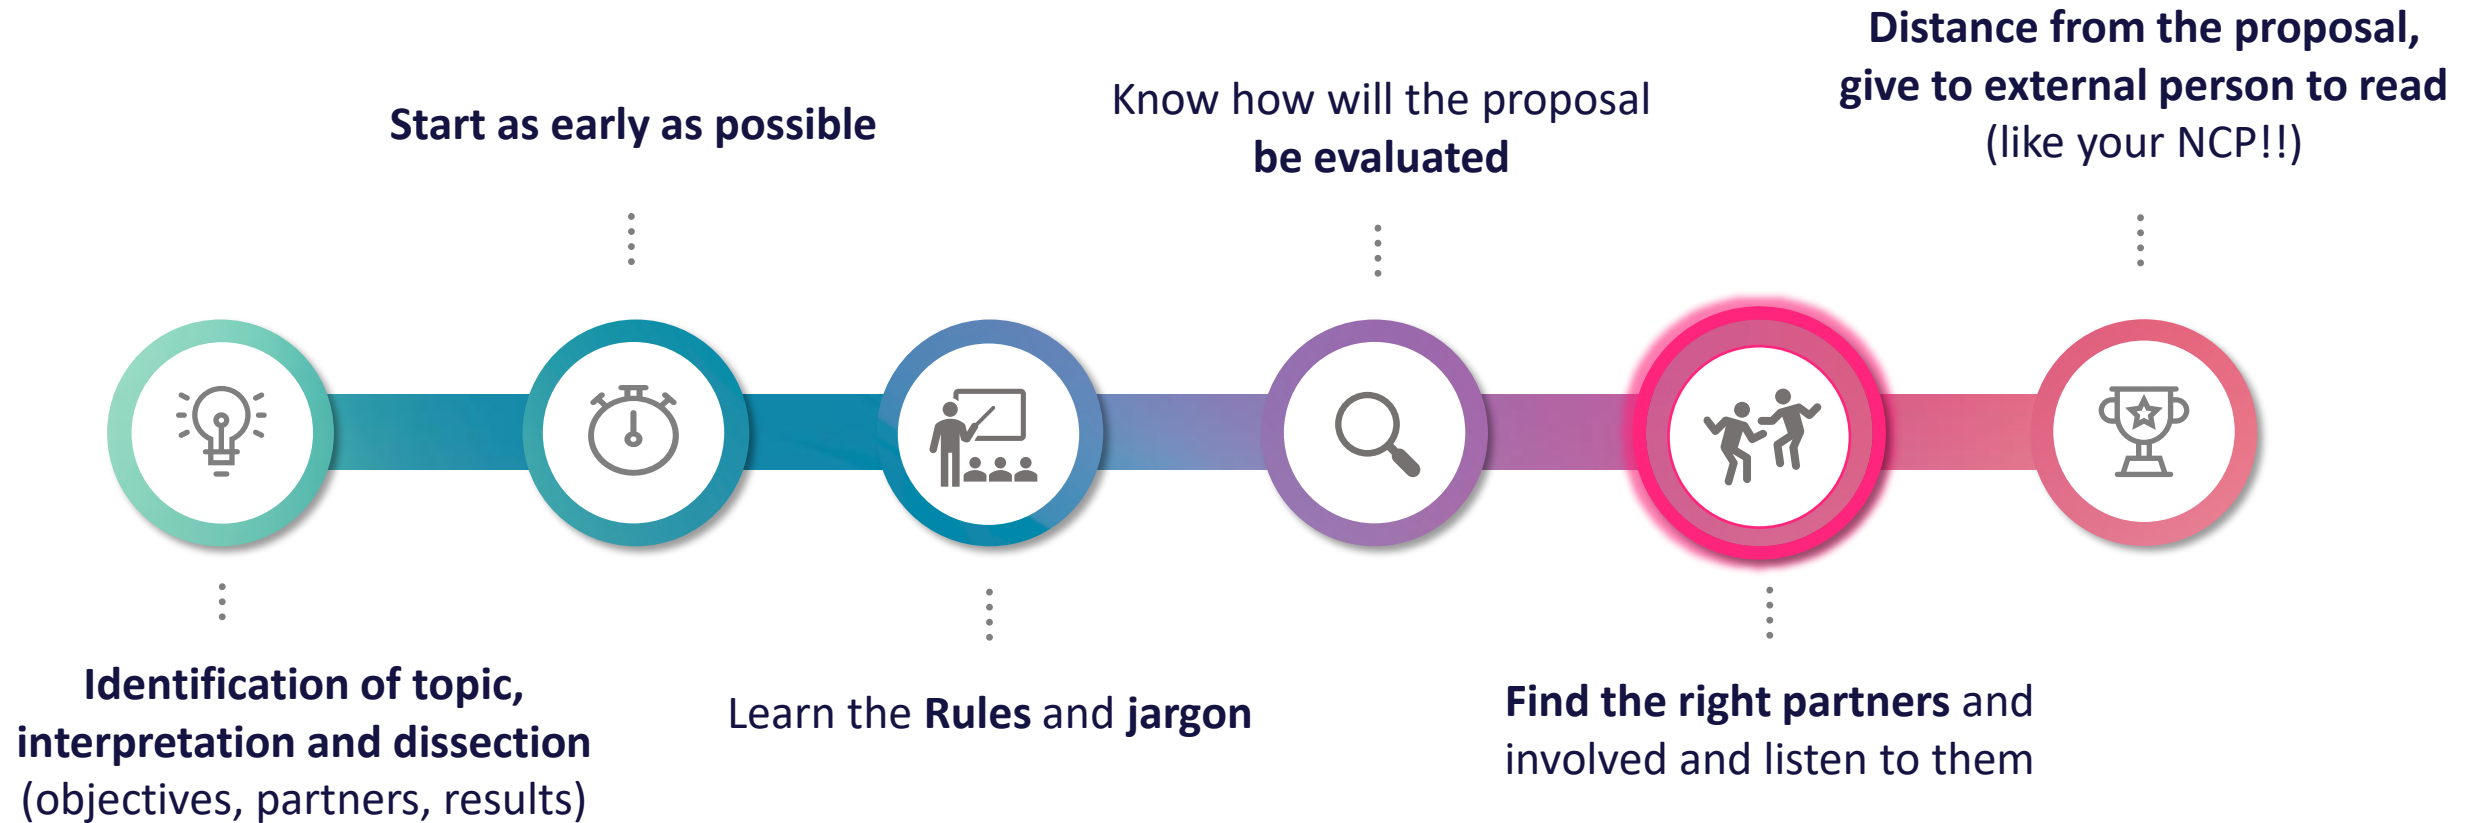 Identification of topic,
interpretation and dissection
(objectives, partners, results)
Start as early as possible
Learn the Rules and jargon
Know how will the proposal
be evaluated
Find the right partners and
involved and listen to them
Distance from the proposal,
give to external person to read
(like your NCP!!)